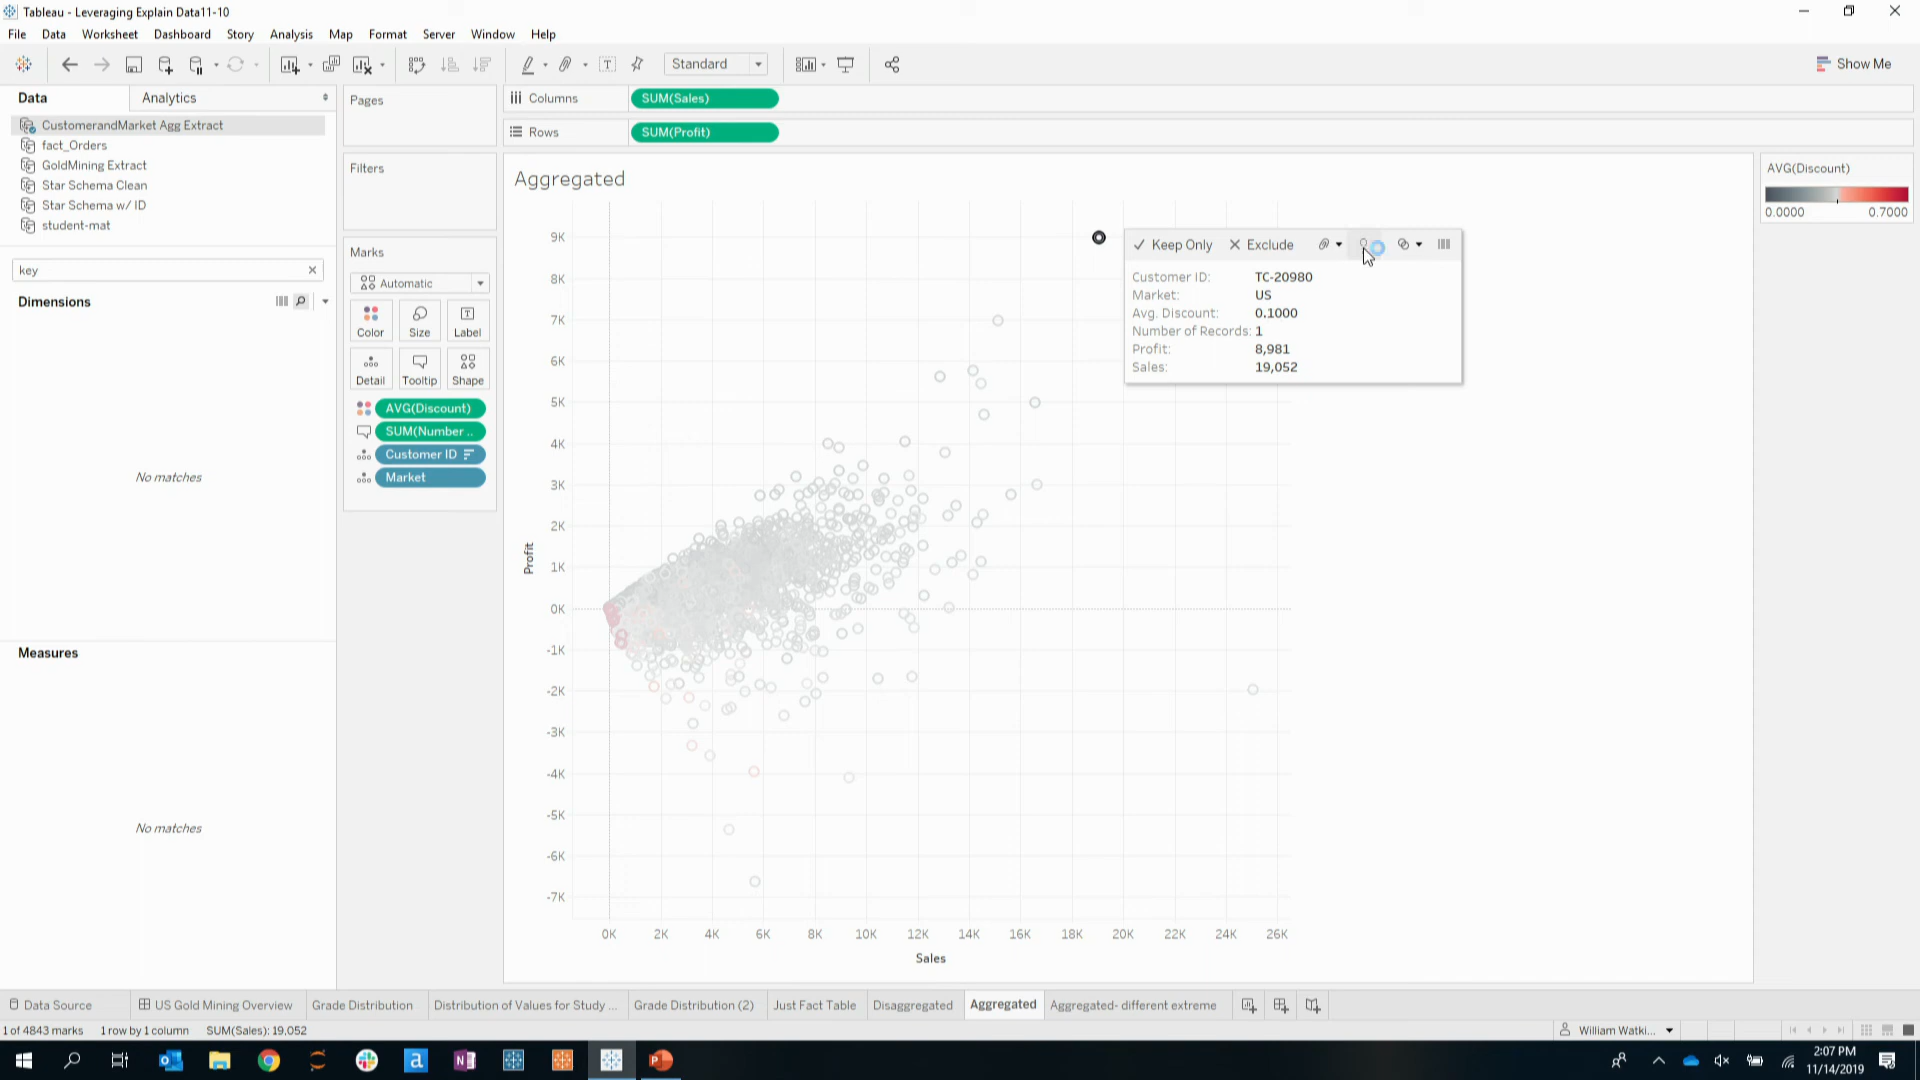 Tableau - Leveraging Explain Data11-10
File Data Worksheet Dashboard Story Analysis Map Format Server Window Help
Standard
Show Me
Data
Analytics
CustomerandMarket Agg Extract
fact_Orders
GoldMining Extract
Star Schema Clean
Star Schema w/ ID
student-mat
key
Dimensions
No matches
Measures
No matches
Pages
Filters
Marks
Automatic
Color Size Label
Detail Tooltip Shape
AVG(Discount)
SUM(Number ..
Customer ID
Market
Columns SUM(Sales)
Rows SUM(Profit)
Aggregated
9K
8K
7K
6K
5K
4K
3K
2K
1K
0K
-1K
-2K
-3K
-4K
-5K
-6K
-7K
Profit
0K 2K 4K 6K 8K 10K 12K 14K 16K 18K 20K 22K 24K 26K
Sales
Keep Only Exclude
Customer ID: TC-20980
Market: US
Avg. Discount: 0.1000
Number of Records: 1
Profit: 8,981
Sales: 19,052
AVG(Discount)
0.0000 0.7000
Data Source US Gold Mining Overview Grade Distribution Distribution of Values for Study ... Grade Distribution (2) Just Fact Table Disaggregated Aggregated Aggregated- different extreme
1 of 4843 marks 1 row by 1 column SUM(Sales): 19,052
William Watki...
2:07 PM
11/14/2019